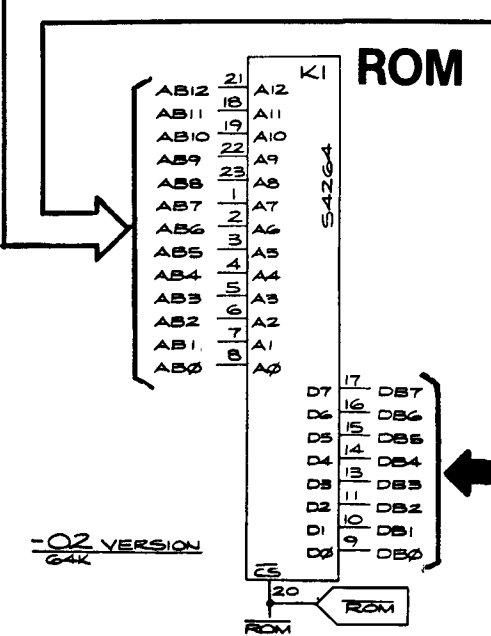 K1 ROM
S4264
AB12 21 A12
AB11 18 A11
AB10 19 A10
AB9 22 A9
AB8 23 A8
AB7 1 A7
AB6 2 A6
AB5 3 A5
AB4 4 A4
AB3 5 A3
AB2 6 A2
AB1 7 A1
ABØ 8 AØ
D7 17 DB7
D6 16 DB6
D5 15 DB5
D4 14 DB4
D3 13 DB3
D2 11 DB2
D1 10 DB1
DØ 9 DBØ
-02 VERSION
64K
C̅S̅
20
R̅O̅M̅
R̅O̅M̅